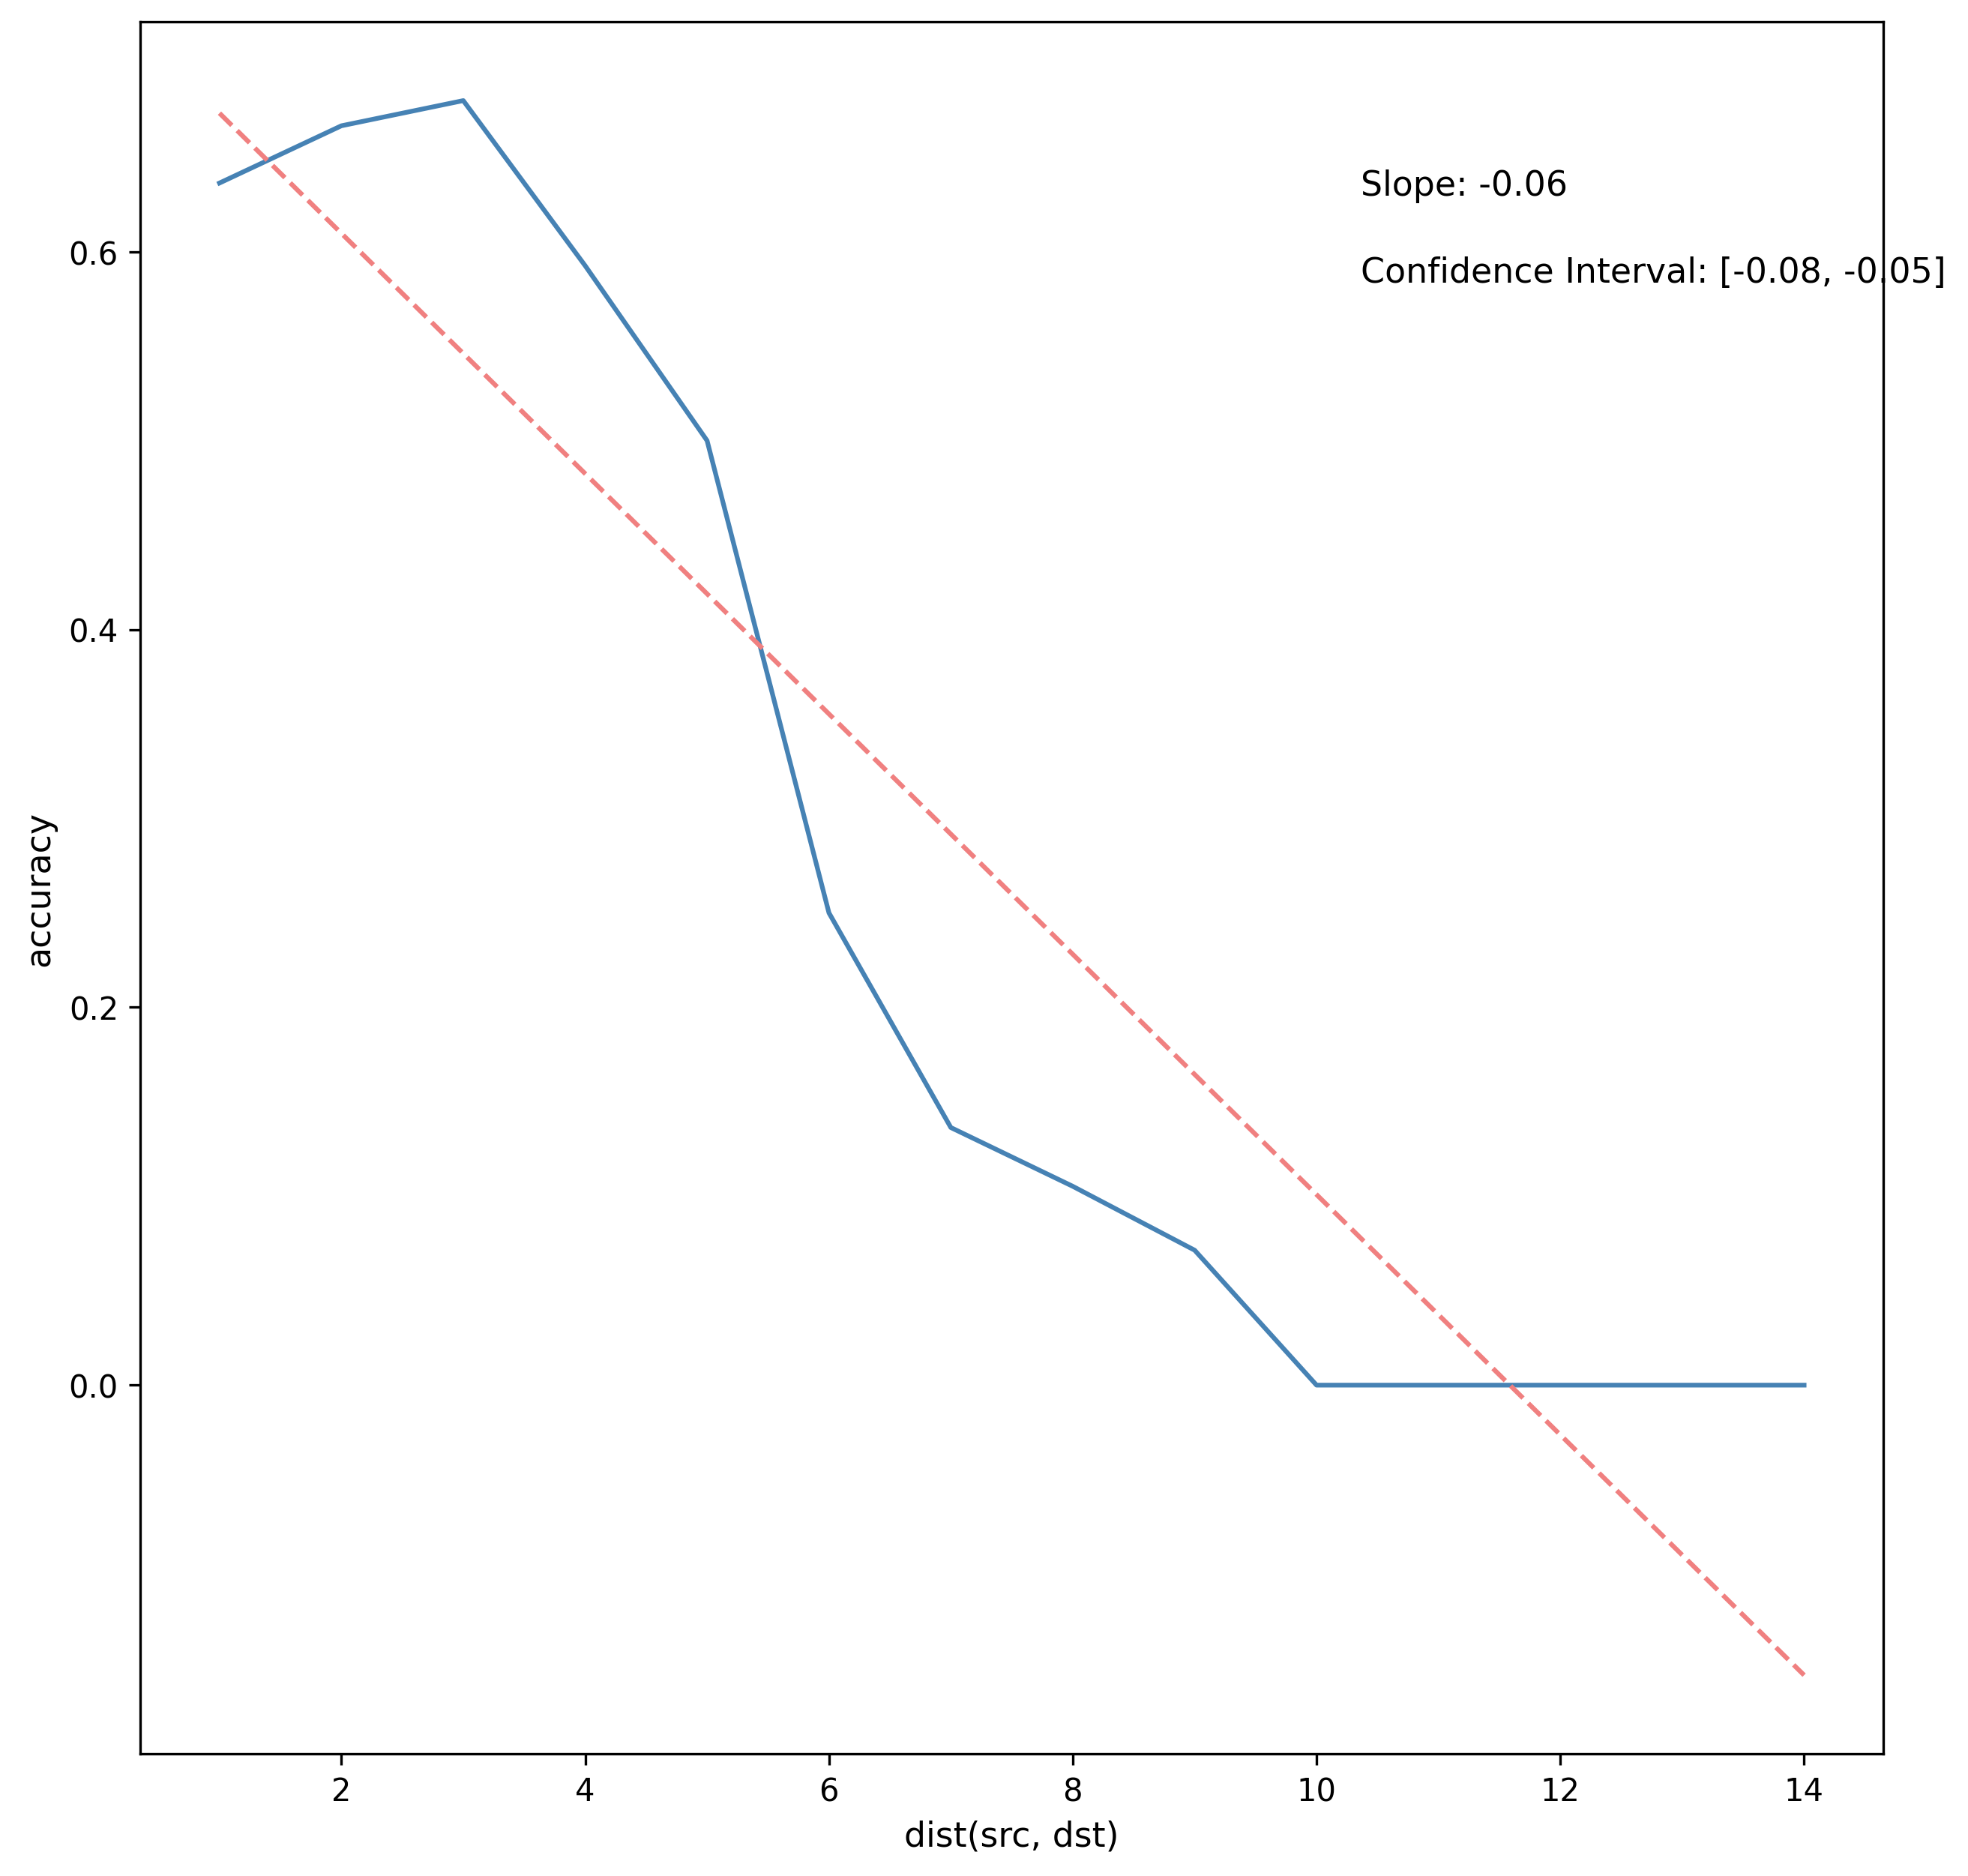 Slope: -0.06
Confidence Interval: [-0.08, -0.05]
0.6
0.4
0.2
0.0
accuracy
2 4 6 8 10 12 14
dist(src, dst)